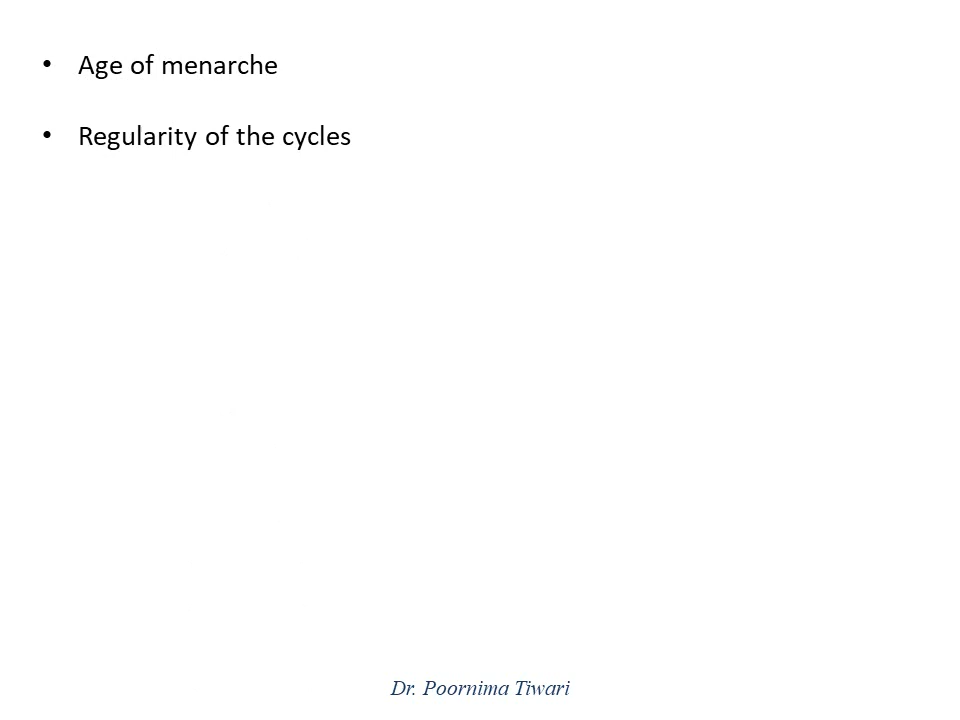 • Age of menarche
• Regularity of the cycles
Dr. Poornima Tiwari